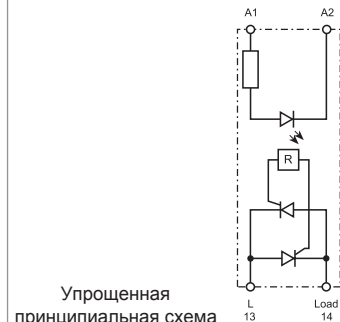 A1 A2
R
L Load
13 14
Упрощенная
принципиальная схема